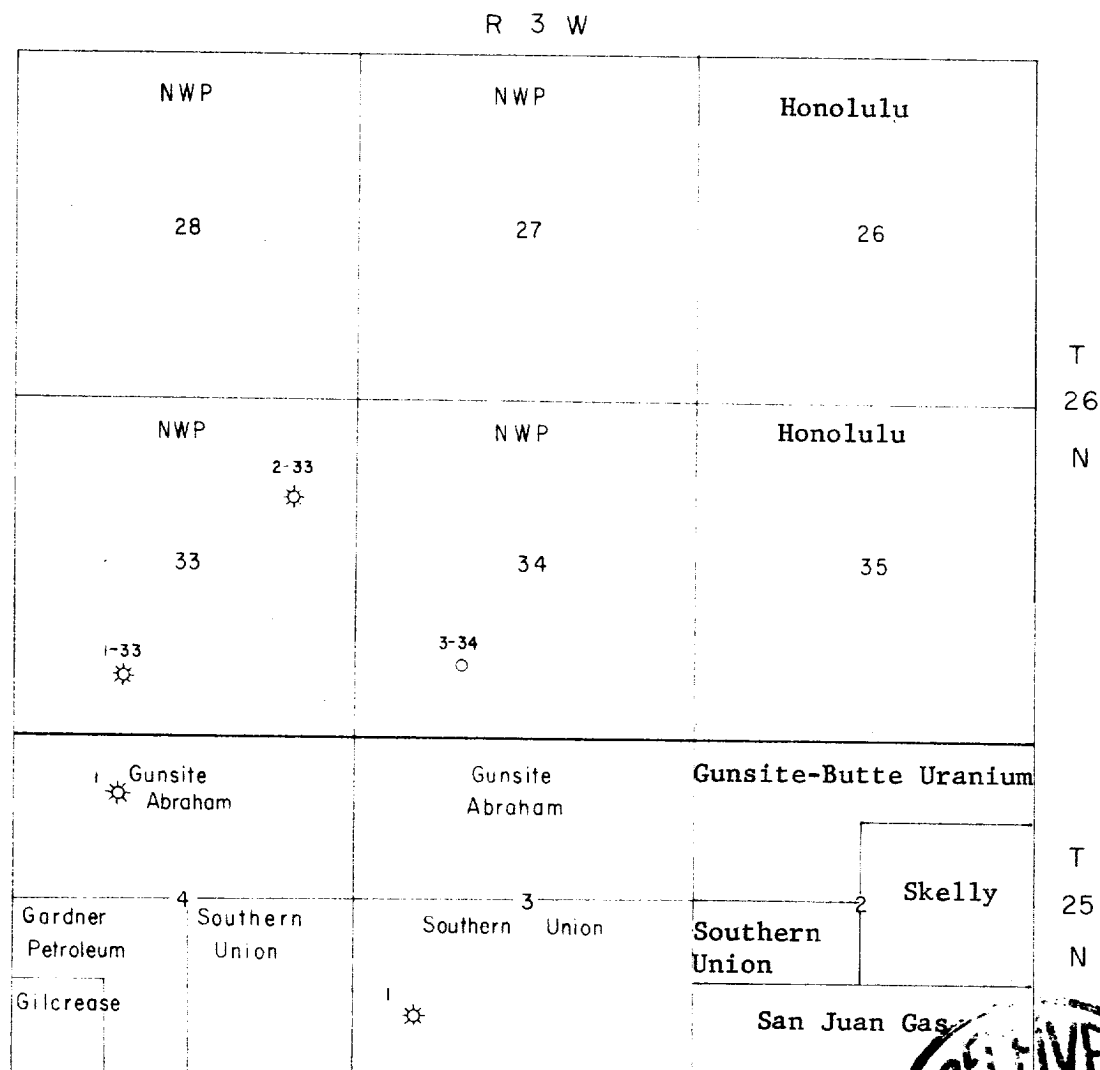 R 3 W
NWP
NWP
Honolulu
28
27
26
T
26
N
NWP
NWP
Honolulu
2-33
33
34
35
1-33
3-34
1
Gunsite
Abraham
Gunsite
Abraham
Gunsite-Butte Uranium
T
25
N
4
3
2
Skelly
Gardner
Petroleum
Southern
Union
Southern Union
Southern
Union
Gilcrease
1
San Juan Gas